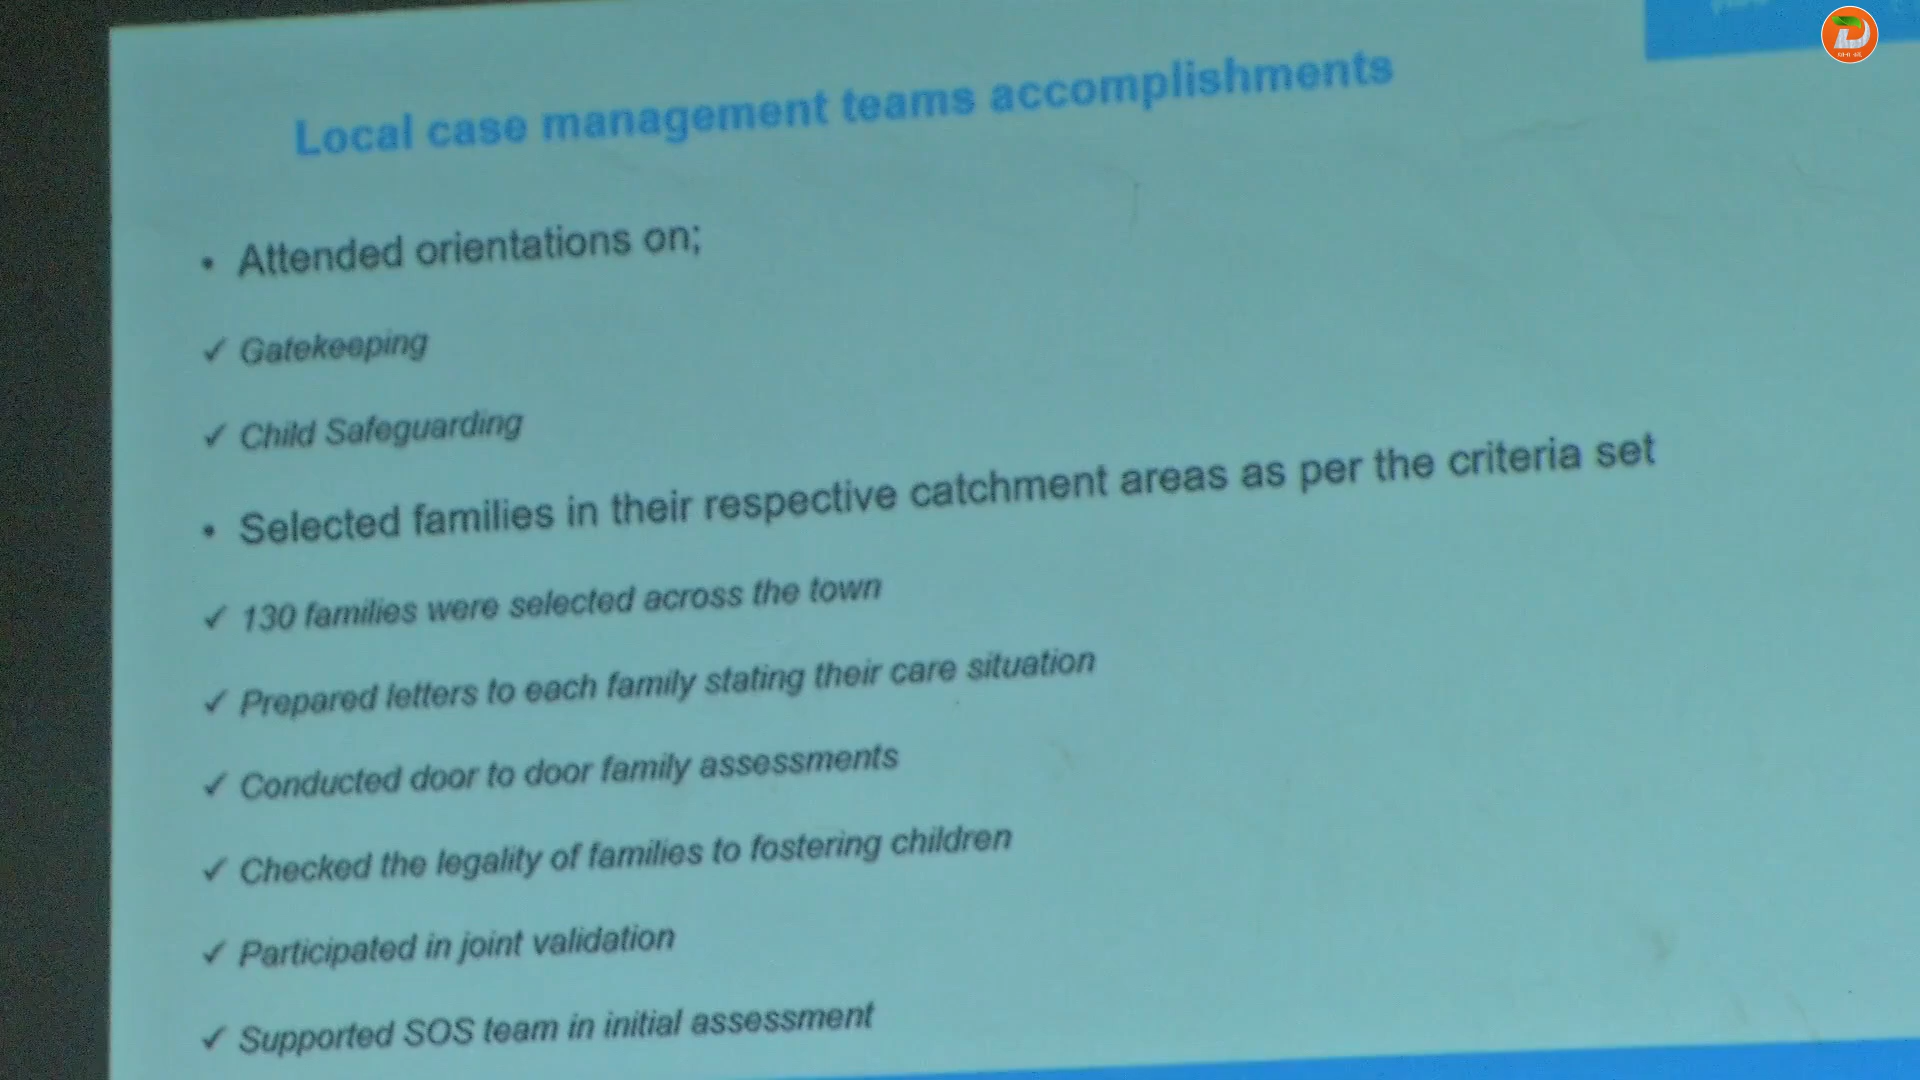 Local case management teams accomplishments
• Attended orientations on;
✓ Gatekeeping
✓ Child Safeguarding
• Selected families in their respective catchment areas as per the criteria set
✓ 130 families were selected across the town
✓ Prepared letters to each family stating their care situation
✓ Conducted door to door family assessments
✓ Checked the legality of families to fostering children
✓ Participated in joint validation
✓ Supported SOS team in initial assessment